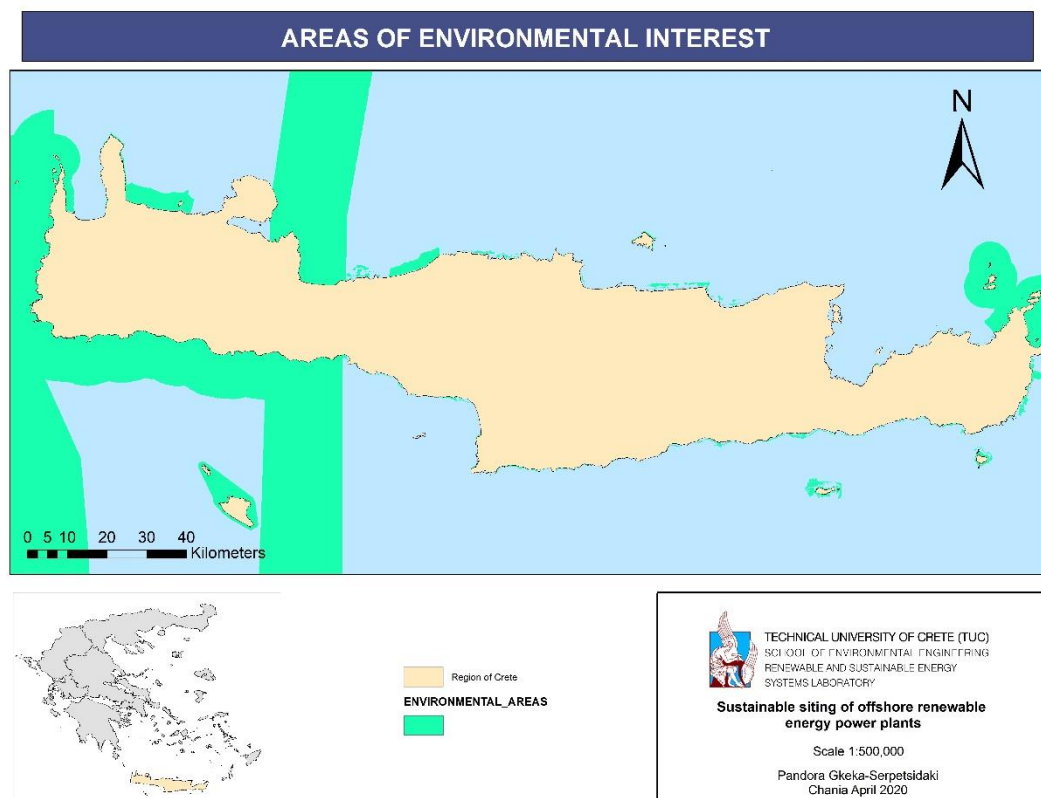 AREAS OF ENVIRONMENTAL INTEREST
N
0 5 10 20 30 40
Kilometers
Region of Crete
ENVIRONMENTAL_AREAS
TECHNICAL UNIVERSITY OF CRETE (TUC)
SCHOOL OF ENVIRONMENTAL ENGINEERING
RENEWABLE AND SUSTAINABLE ENERGY
SYSTEMS LABORATORY
Sustainable siting of offshore renewable
energy power plants
Scale 1:500,000
Pandora Gkeka-Serpetsidaki
Chania April 2020